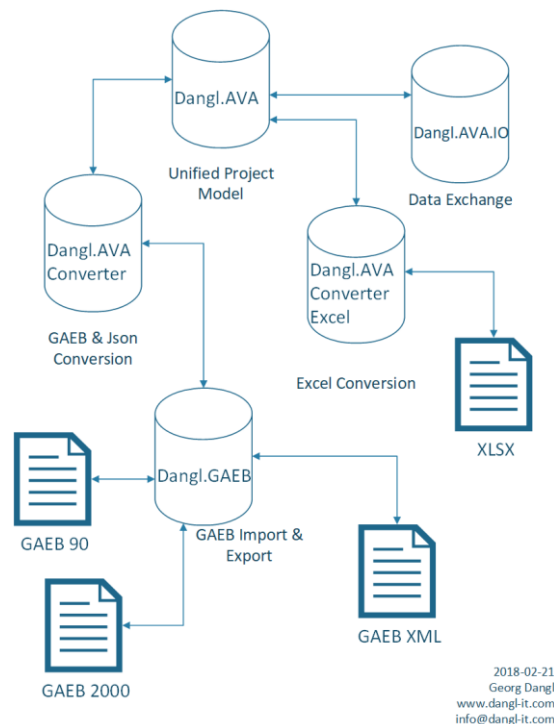 Dangl.AVA
Dangl.AVA.IO
Unified Project
Model
Data Exchange
Dangl.AVA
Converter
Dangl.AVA
Converter
Excel
GAEB & Json
Conversion
Excel Conversion
XLSX
Dangl.GAEB
GAEB 90
GAEB Import &
Export
GAEB XML
GAEB 2000
2018-02-21
Georg Dangl
www.dangl-it.com
info@dangl-it.com